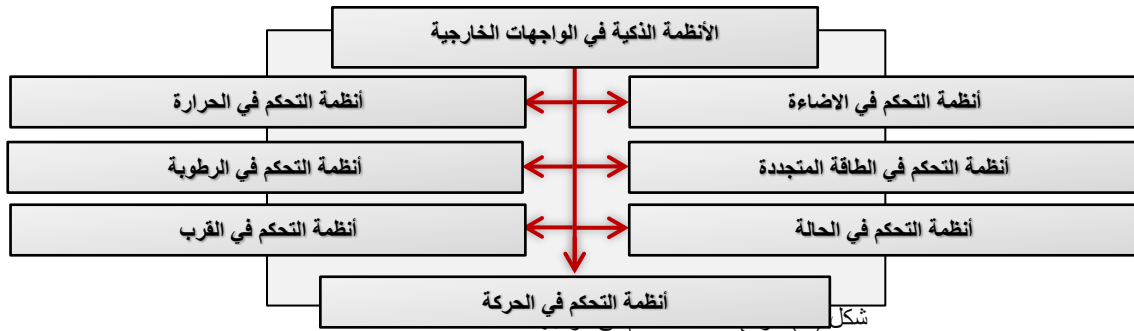 الأنظمة الذكية في الواجهات الخارجية
أنظمة التحكم في الاضاءة
أنظمة التحكم في الحرارة
أنظمة التحكم في الطاقة المتجددة
أنظمة التحكم في الرطوبة
أنظمة التحكم في الحالة
أنظمة التحكم في القرب
أنظمة التحكم في الحركة
شكل